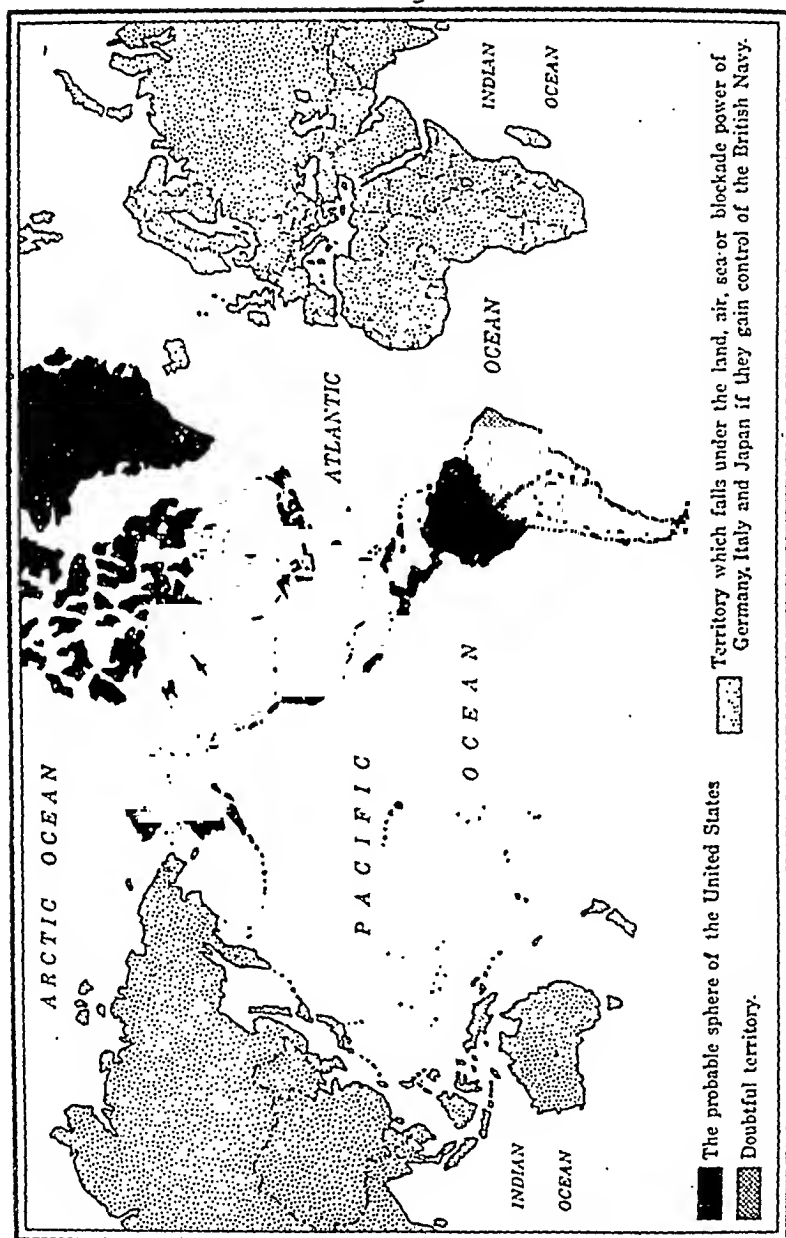 ARCTIC OCEAN
PACIFIC
OCEAN
ATLANTIC
OCEAN
INDIAN
OCEAN
INDIAN
OCEAN
The probable sphere of the United States
Doubtful territory.
Territory which falls under the land, air, sea or blockade power of
Germany, Italy and Japan if they gain control of the British Navy.